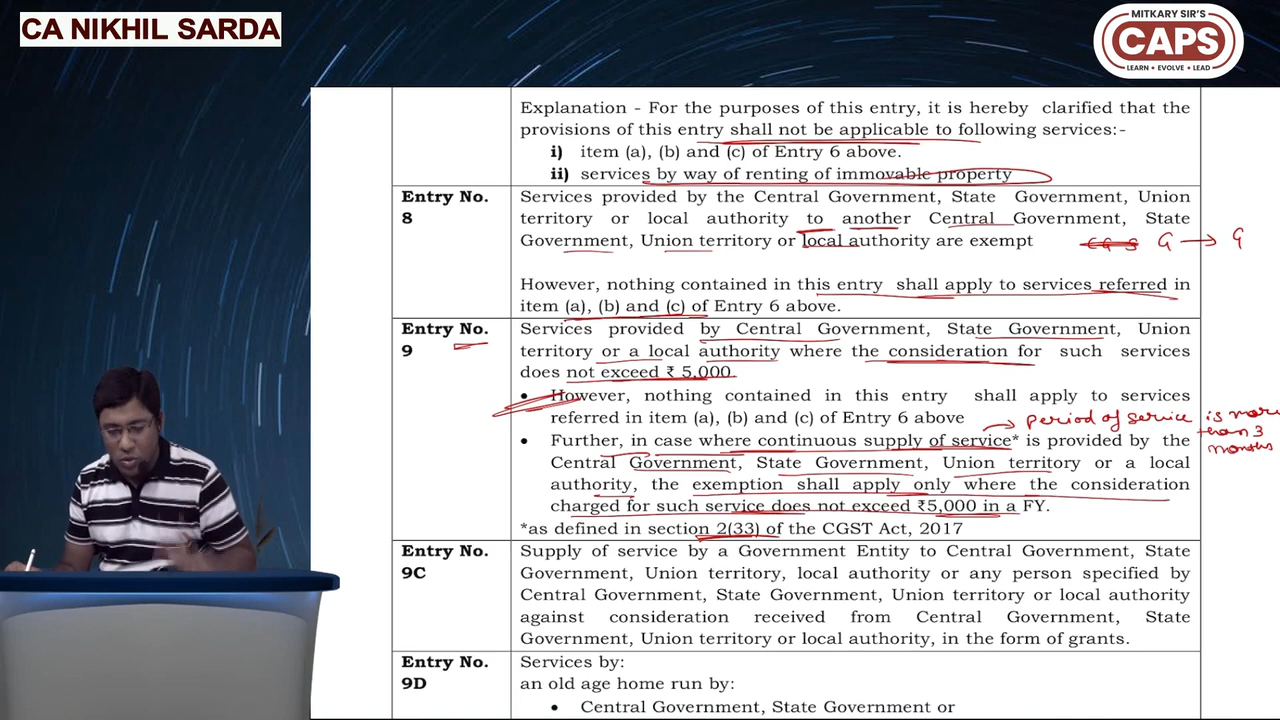 CA NIKHIL SARDA
MITKARY SIR'S
CAPS
LEARN • EVOLVE • LEAD
Explanation - For the purposes of this entry, it is hereby clarified that the
provisions of this entry shall not be applicable to following services:-
i) item (a), (b) and (c) of Entry 6 above.
ii) services by way of renting of immovable property
Entry No.
8
Services provided by the Central Government, State Government, Union
territory or local authority to another Central Government, State
Government, Union territory or local authority are exempt
G → G
However, nothing contained in this entry shall apply to services referred in
item (a), (b) and (c) of Entry 6 above.
Entry No.
9
Services provided by Central Government, State Government, Union
territory or a local authority where the consideration for such services
does not exceed ₹ 5,000.
• However, nothing contained in this entry shall apply to services
referred in item (a), (b) and (c) of Entry 6 above
→ period of service is more
than 3
months
• Further, in case where continuous supply of service* is provided by the
Central Government, State Government, Union territory or a local
authority, the exemption shall apply only where the consideration
charged for such service does not exceed ₹5,000 in a FY.
*as defined in section 2(33) of the CGST Act, 2017
Entry No.
9C
Supply of service by a Government Entity to Central Government, State
Government, Union territory, local authority or any person specified by
Central Government, State Government, Union territory or local authority
against consideration received from Central Government, State
Government, Union territory or local authority, in the form of grants.
Entry No.
9D
Services by:
an old age home run by:
• Central Government, State Government or